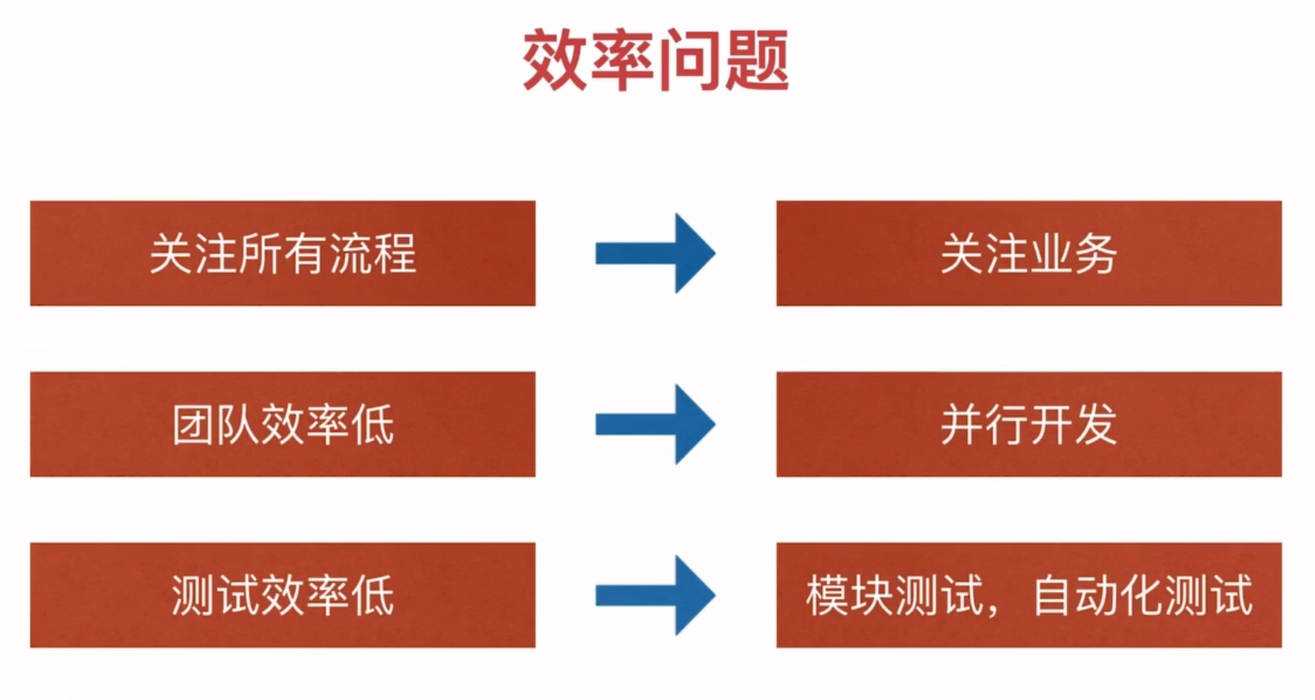 效率问题
关注所有流程
关注业务
团队效率低
并行开发
测试效率低
模块测试，自动化测试